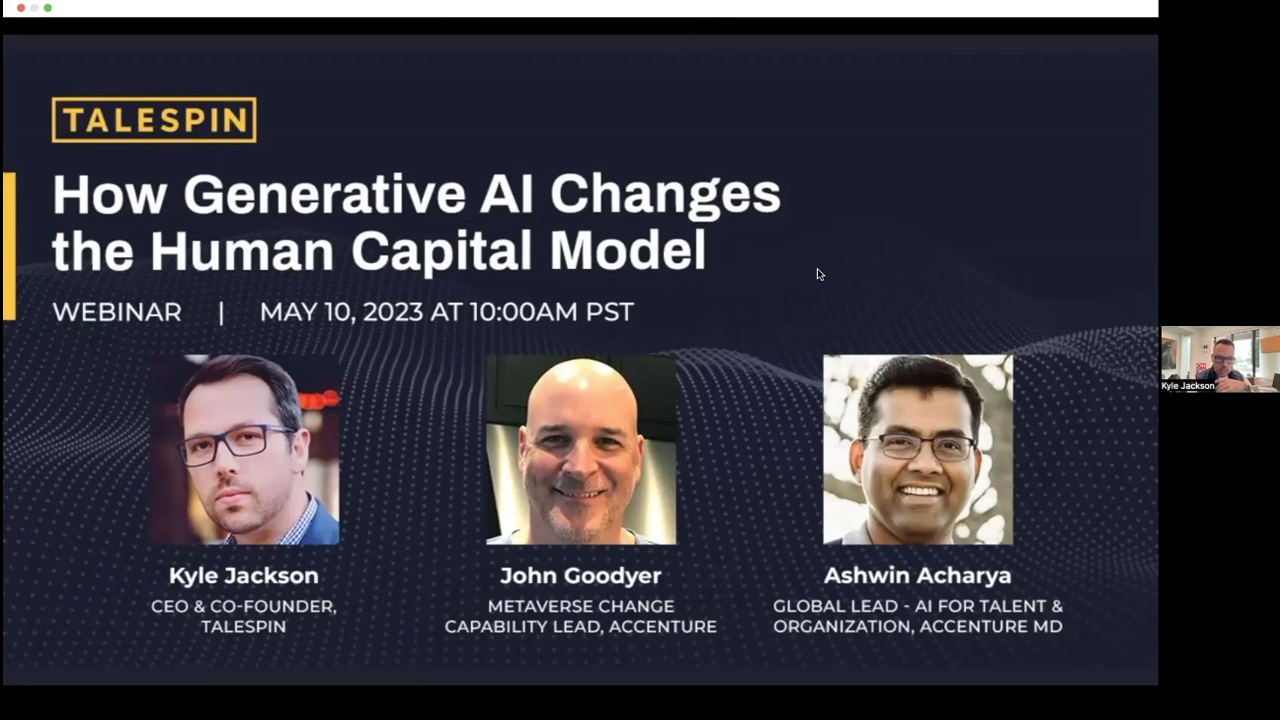 TALESPIN
How Generative AI Changes
the Human Capital Model
WEBINAR | MAY 10, 2023 AT 10:00AM PST
Kyle Jackson
CEO & CO-FOUNDER,
TALESPIN
John Goodyer
METAVERSE CHANGE
CAPABILITY LEAD, ACCENTURE
Ashwin Acharya
GLOBAL LEAD - AI FOR TALENT &
ORGANIZATION, ACCENTURE MD
Kyle Jackson